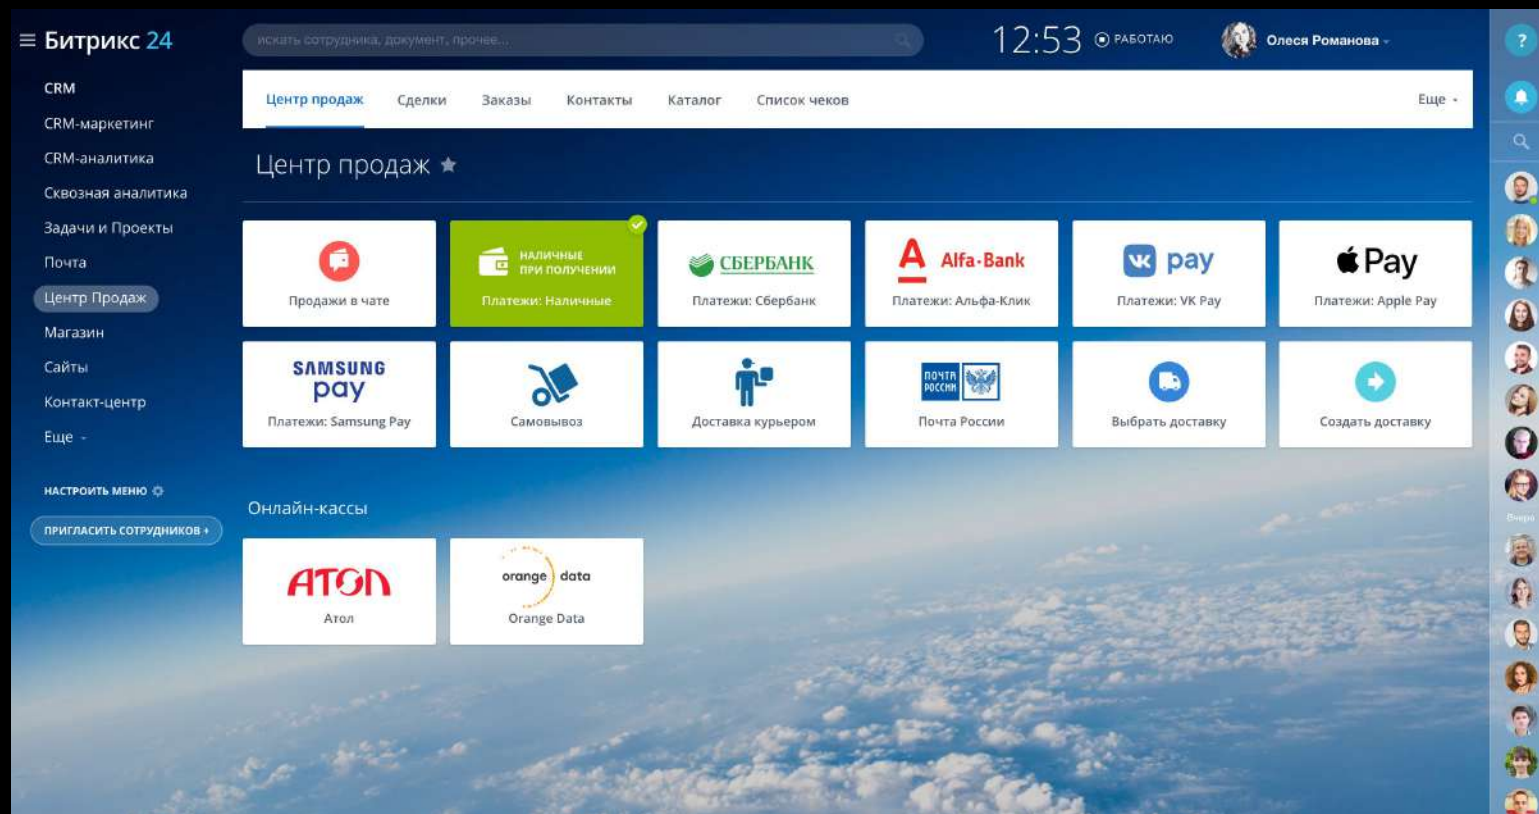 Битрикс 24
искать сотрудника, документ, прочее...
12:53 РАБОТАЮ
Олеся Романова
?
CRM
CRM-маркетинг
CRM-аналитика
Сквозная аналитика
Задачи и Проекты
Почта
Центр Продаж
Магазин
Сайты
Контакт-центр
Еще
НАСТРОИТЬ МЕНЮ
ПРИГЛАСИТЬ СОТРУДНИКОВ +
Центр продаж Сделки Заказы Контакты Каталог Список чеков Еще
Центр продаж
Продажи в чате
НАЛИЧНЫЕ
ПРИ ПОЛУЧЕНИИ
Платежи: Наличные
СБЕРБАНК
Платежи: Сбербанк
А Alfa·Bank
Платежи: Альфа-Клик
VK pay
Платежи: VK Pay
Pay
Платежи: Apple Pay
SAMSUNG
pay
Платежи: Samsung Pay
Самовывоз
Доставка курьером
ПОЧТА
РОССИИ
Почта России
Выбрать доставку
Создать доставку
Онлайн-кассы
АТОЛ
Атол
orange data
Orange Data
Вчера